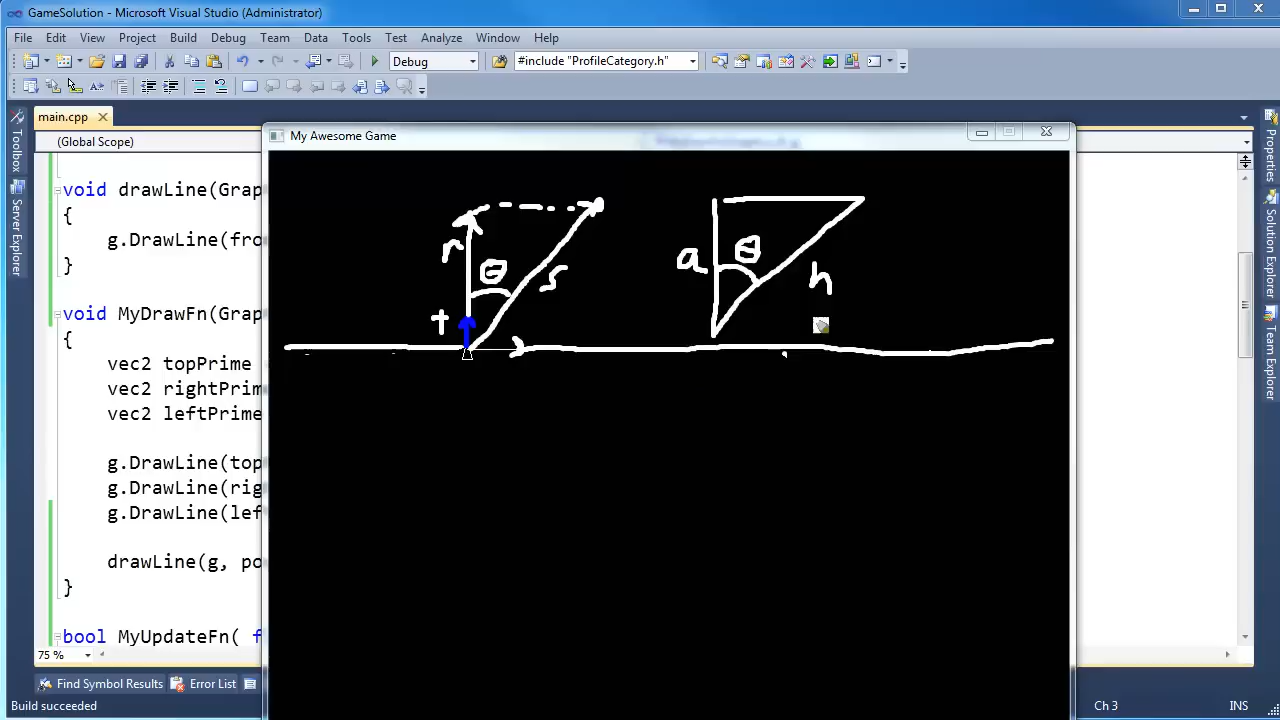 GameSolution - Microsoft Visual Studio (Administrator)
File Edit View Project Build Debug Team Data Tools Test Analyze Window Help
Debug #include "ProfileCategory.h"
main.cpp
(Global Scope)
Toolbox
Server Explorer
Properties
Solution Explorer
Team Explorer
My Awesome Game
void drawLine(Grap
{
g.DrawLine(fro
}
void MyDrawFn(Grap
{
vec2 topPrime
vec2 rightPrim
vec2 leftPrime
g.DrawLine(top
g.DrawLine(rig
g.DrawLine(lef
drawLine(g, po
}
bool MyUpdateFn( f
r θ s
t
a θ h
75 %
Find Symbol Results Error List
Build succeeded Ch 3 INS